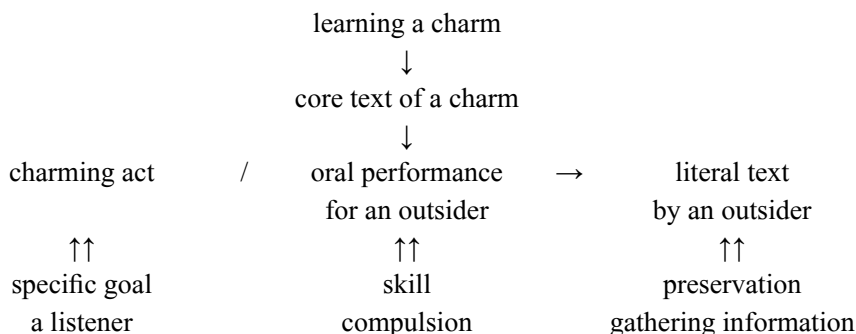 learning a charm
↓
core text of a charm
↓
charming act / oral performance → literal text
for an outsider by an outsider
↑↑ ↑↑ ↑↑
specific goal skill preservation
a listener compulsion gathering information